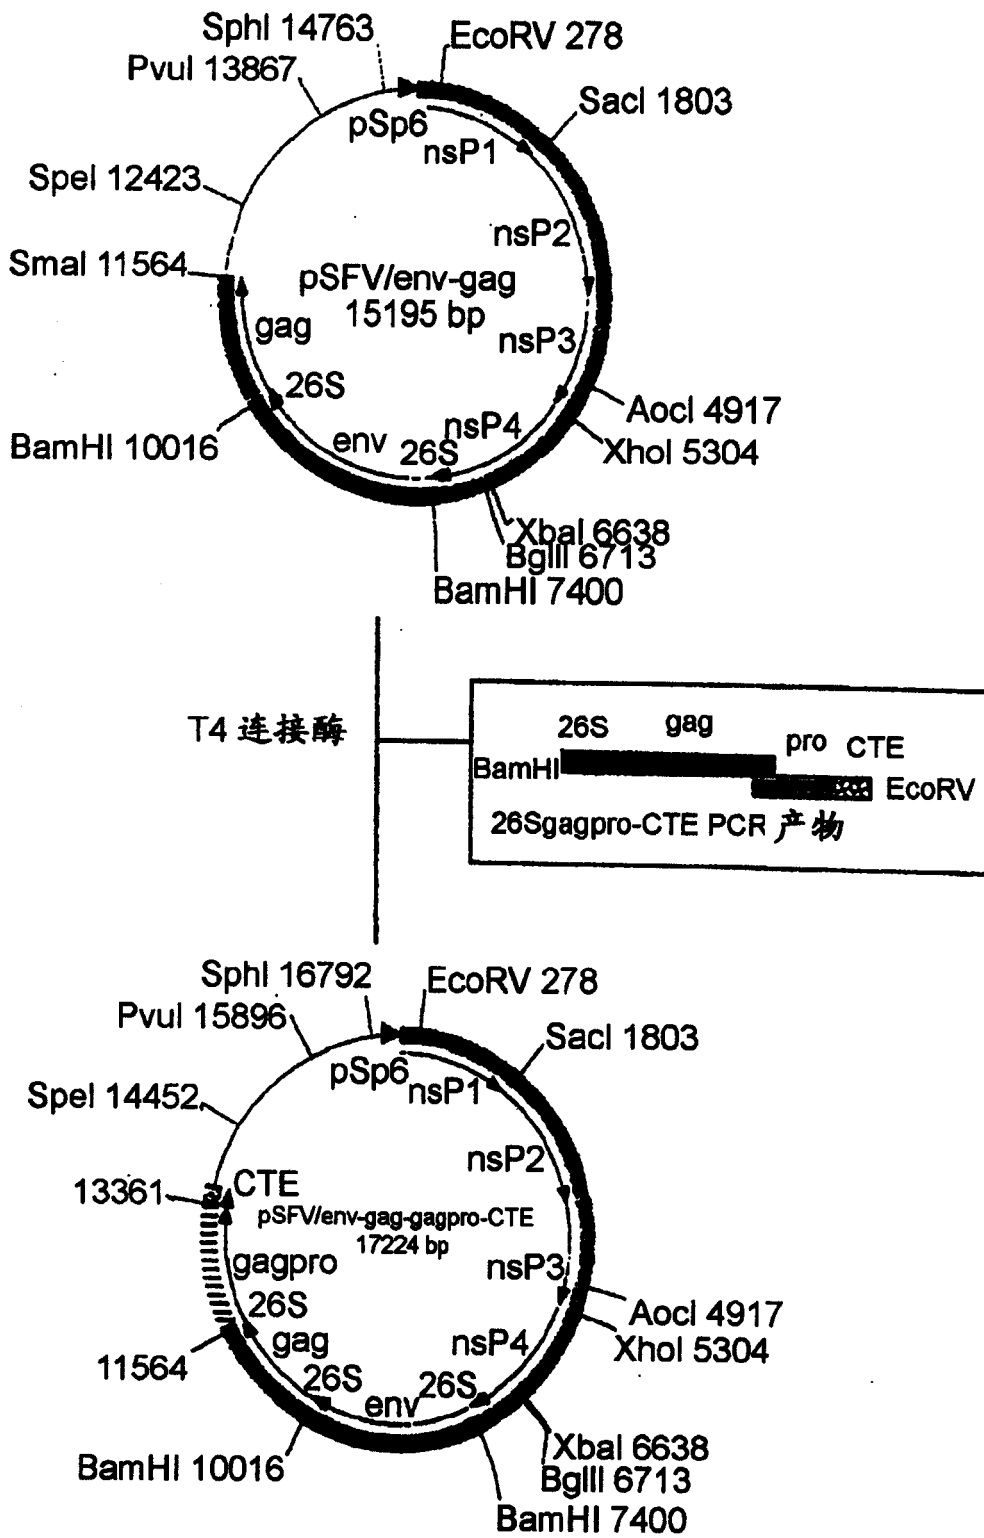 SphI 14763
EcoRV 278
PvuI 13867
SacI 1803
pSp6
nsP1
SpeI 12423
nsP2
SmaI 11564
pSFV/env-gag
15195 bp
gag
nsP3
26S
AocI 4917
nsP4
BamHI 10016
env
26S
XhoI 5304
XbaI 6638
BglII 6713
BamHI 7400
T4 连接酶
26S gag pro CTE
BamHI
EcoRV
26Sgagpro-CTE PCR 产物
SphI 16792
EcoRV 278
PvuI 15896
SacI 1803
pSp6
nsP1
SpeI 14452
nsP2
13361
CTE
pSFV/env-gag-gagpro-CTE
17224 bp
gagpro
nsP3
26S
AocI 4917
gag
nsP4
XhoI 5304
11564
26S
env
26S
XbaI 6638
BamHI 10016
BglII 6713
BamHI 7400